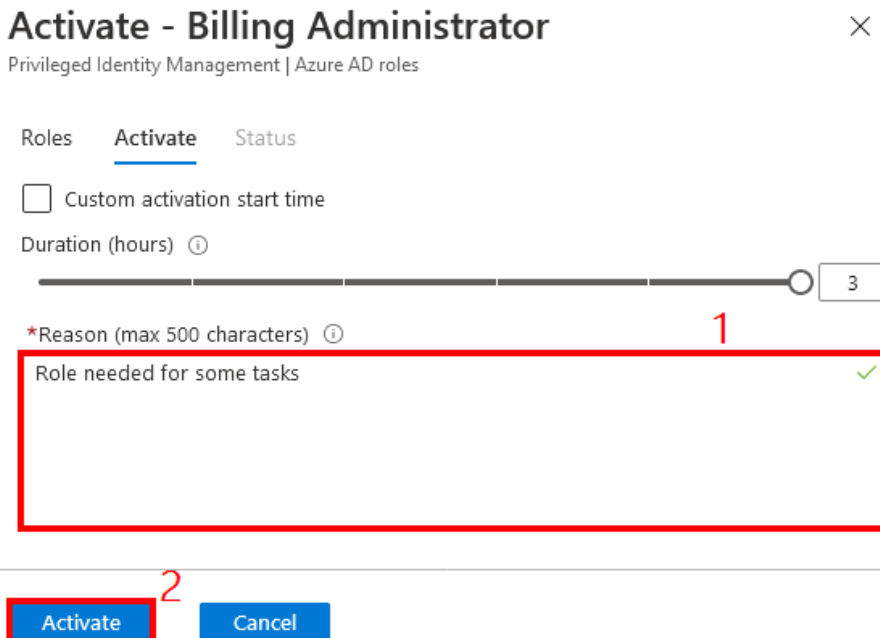 Activate - Billing Administrator
Privileged Identity Management | Azure AD roles
Roles Activate Status
Custom activation start time
Duration (hours)
3
*Reason (max 500 characters)
1
Role needed for some tasks
2
Activate Cancel